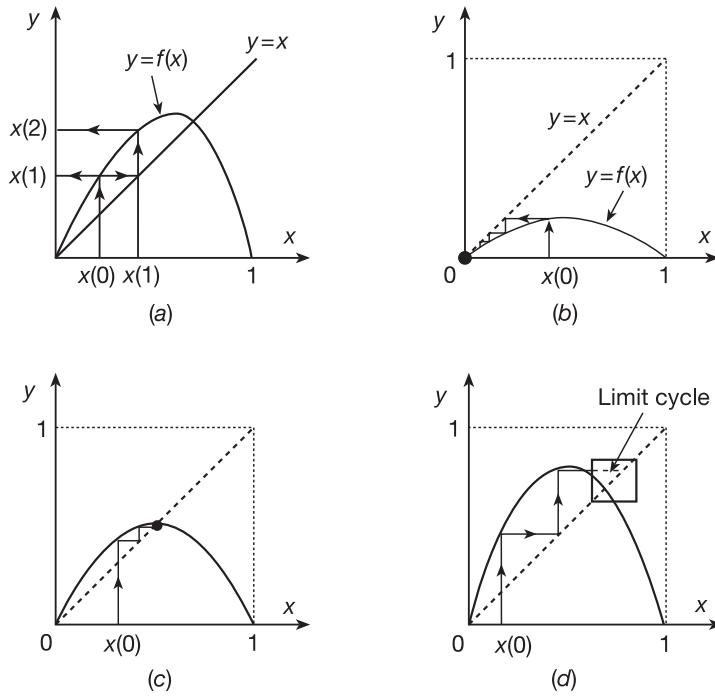 y
y = x
y = f(x)
x(2)
x(1)
x
x(0)
x(1)
1
(a)
y
1
y = x
y = f(x)
x
0
x(0)
1
(b)
y
1
x
0
x(0)
1
(c)
y
Limit cycle
1
x
0
x(0)
1
(d)